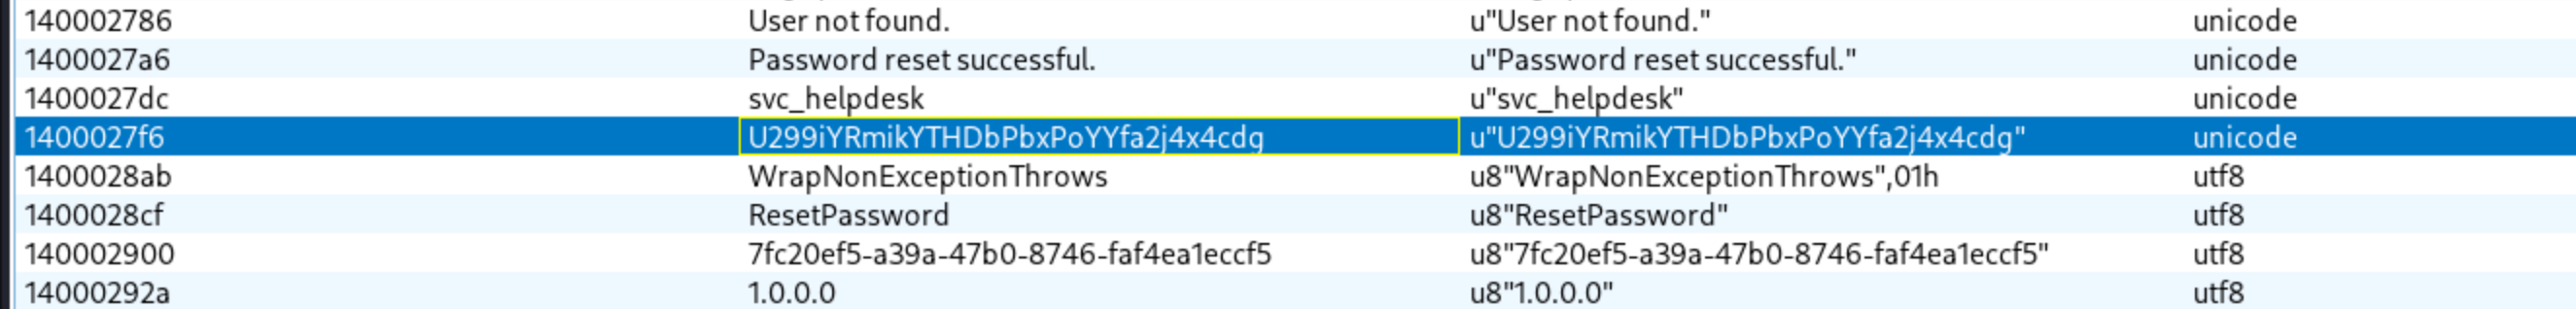 140002786 User not found. u"User not found." unicode
1400027a6 Password reset successful. u"Password reset successful." unicode
1400027dc svc_helpdesk u"svc_helpdesk" unicode
1400027f6 U299iYRmikYTHDbPbxPoYYfa2j4x4cdg u"U299iYRmikYTHDbPbxPoYYfa2j4x4cdg" unicode
1400028ab WrapNonExceptionThrows u8"WrapNonExceptionThrows",01h utf8
1400028cf ResetPassword u8"ResetPassword" utf8
140002900 7fc20ef5-a39a-47b0-8746-faf4ea1eccf5 u8"7fc20ef5-a39a-47b0-8746-faf4ea1eccf5" utf8
14000292a 1.0.0.0 u8"1.0.0.0" utf8